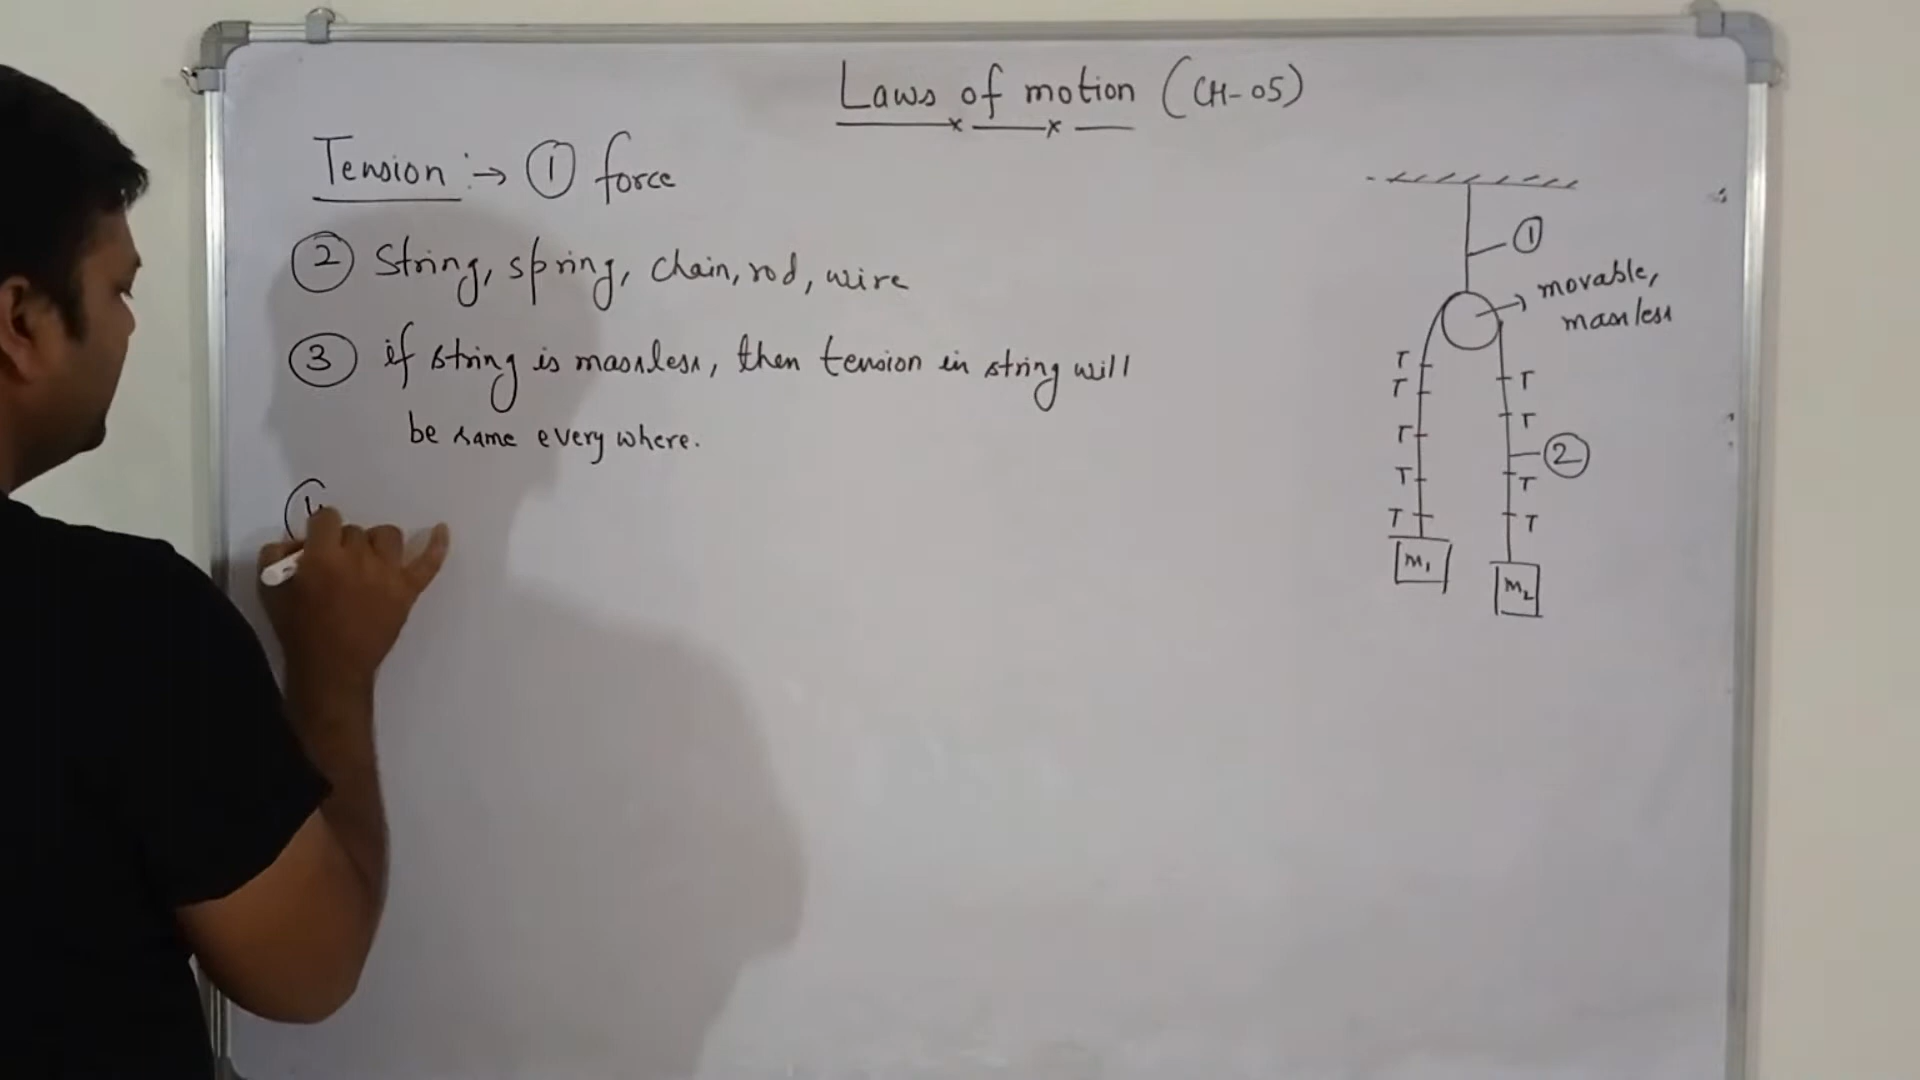 Laws of motion (CH-05)
Tension :→ ① force
② String, spring, chain, rod, wire
③ if string is massless, then tension in string will
be same every where.
④
①
movable,
massless
T
T
T
T
T
T
T
②
T
T
m₁
m₂